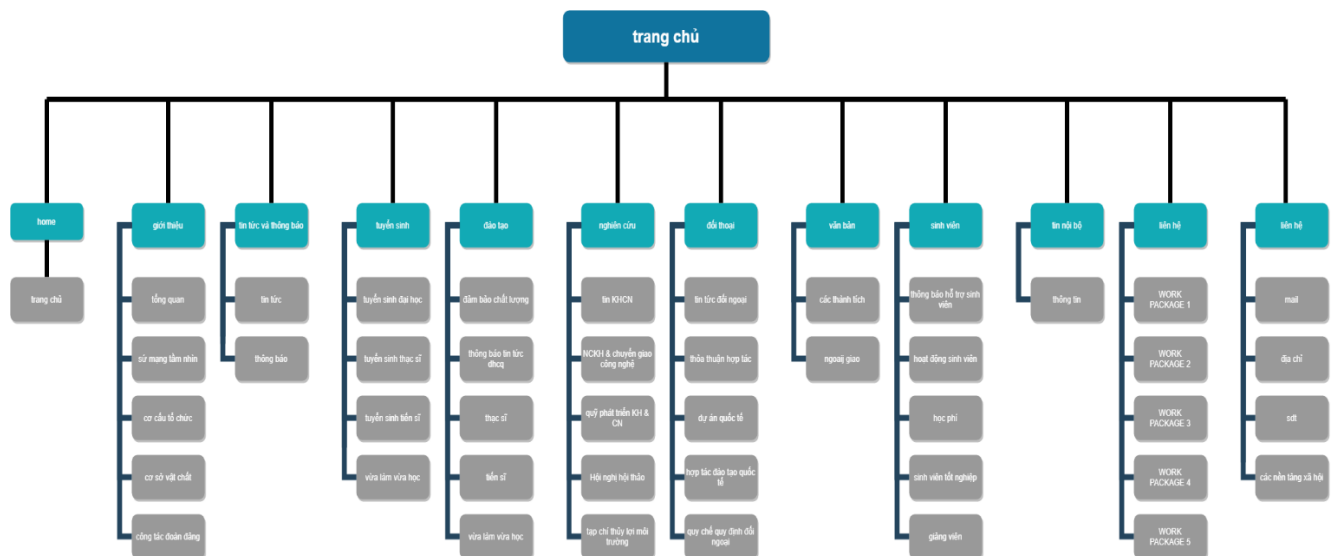 trang chủ
home
giới thiệu
tin tức và thông báo
tuyển sinh
đào tạo
nghiên cứu
đối thoại
văn bản
sinh viên
tin nội bộ
liên hệ
liên hệ
trang chủ
tổng quan
tin tức
tuyển sinh đại học
đảm bảo chất lượng
tin KHCN
tin tức đối ngoại
các thành tích
thông báo hỗ trợ sinh
viên
thông tin
WORK
PACKAGE 1
mail
sứ mạng tầm nhìn
thông báo
tuyển sinh thạc sĩ
thông báo tin tức
dhcq
NCKH & chuyển giao
công nghệ
thỏa thuận hợp tác
ngoaij giao
hoạt động sinh viên
WORK
PACKAGE 2
địa chỉ
cơ cấu tổ chức
tuyển sinh tiến sĩ
thạc sĩ
quỹ phát triển KH &
CN
dự án quốc tế
học phí
WORK
PACKAGE 3
sdt
cơ sở vật chất
vừa làm vừa học
tiến sĩ
Hội nghị hội thảo
hợp tác đào tạo quốc
tế
sinh viên tốt nghiệp
WORK
PACKAGE 4
các nền tảng xã hội
công tác đoàn đảng
vừa làm vừa học
tạp chí thủy lợi môi
trường
quy chế quy định đối
ngoại
giảng viên
WORK
PACKAGE 5